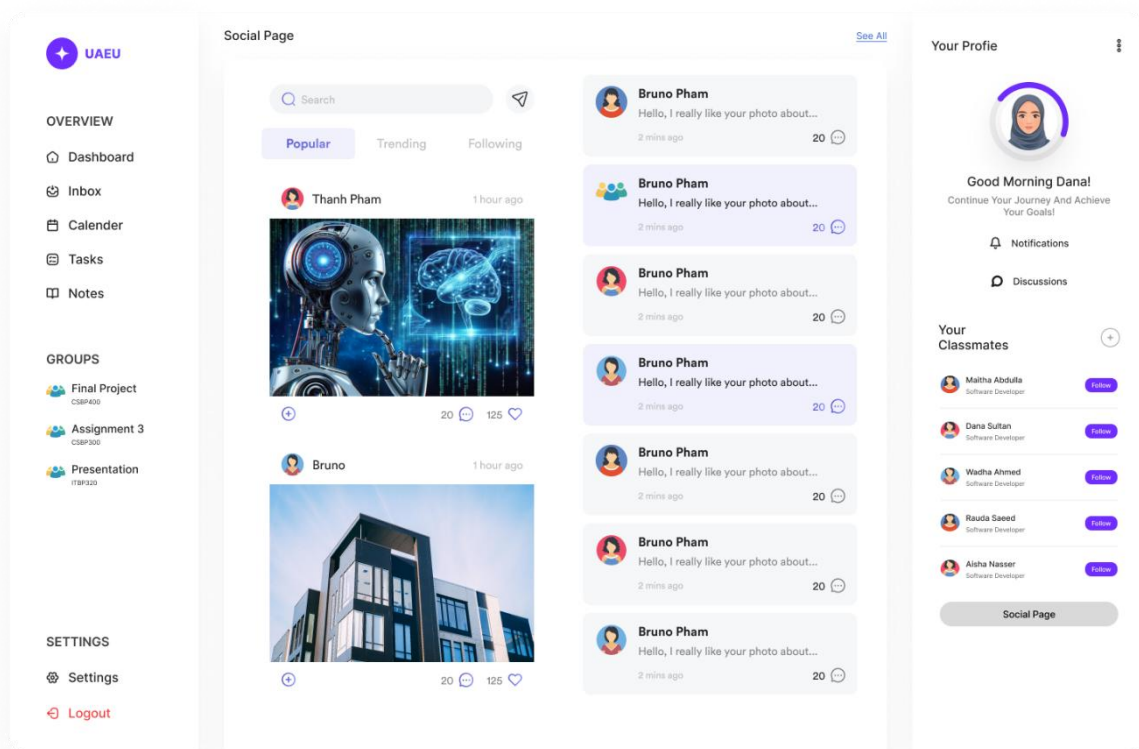 UAEU
OVERVIEW
Dashboard
Inbox
Calender
Tasks
Notes
GROUPS
Final Project
CSBP400
Assignment 3
CSBP300
Presentation
ITBP320
SETTINGS
Settings
Logout
Social Page
See All
Search
Popular Trending Following
Thanh Pham 1 hour ago
20 125
Bruno 1 hour ago
20 125
Bruno Pham
Hello, I really like your photo about...
2 mins ago 20
Bruno Pham
Hello, I really like your photo about...
2 mins ago 20
Bruno Pham
Hello, I really like your photo about...
2 mins ago 20
Bruno Pham
Hello, I really like your photo about...
2 mins ago 20
Bruno Pham
Hello, I really like your photo about...
2 mins ago 20
Bruno Pham
Hello, I really like your photo about...
2 mins ago 20
Bruno Pham
Hello, I really like your photo about...
2 mins ago 20
Your Profie
Good Morning Dana!
Continue Your Journey And Achieve
Your Goals!
Notifications
Discussions
Your
Classmates
Maitha Abdulla
Software Developer
Follow
Dana Sultan
Software Developer
Follow
Wadha Ahmed
Software Developer
Follow
Rauda Saeed
Software Developer
Follow
Aisha Nasser
Software Developer
Follow
Social Page